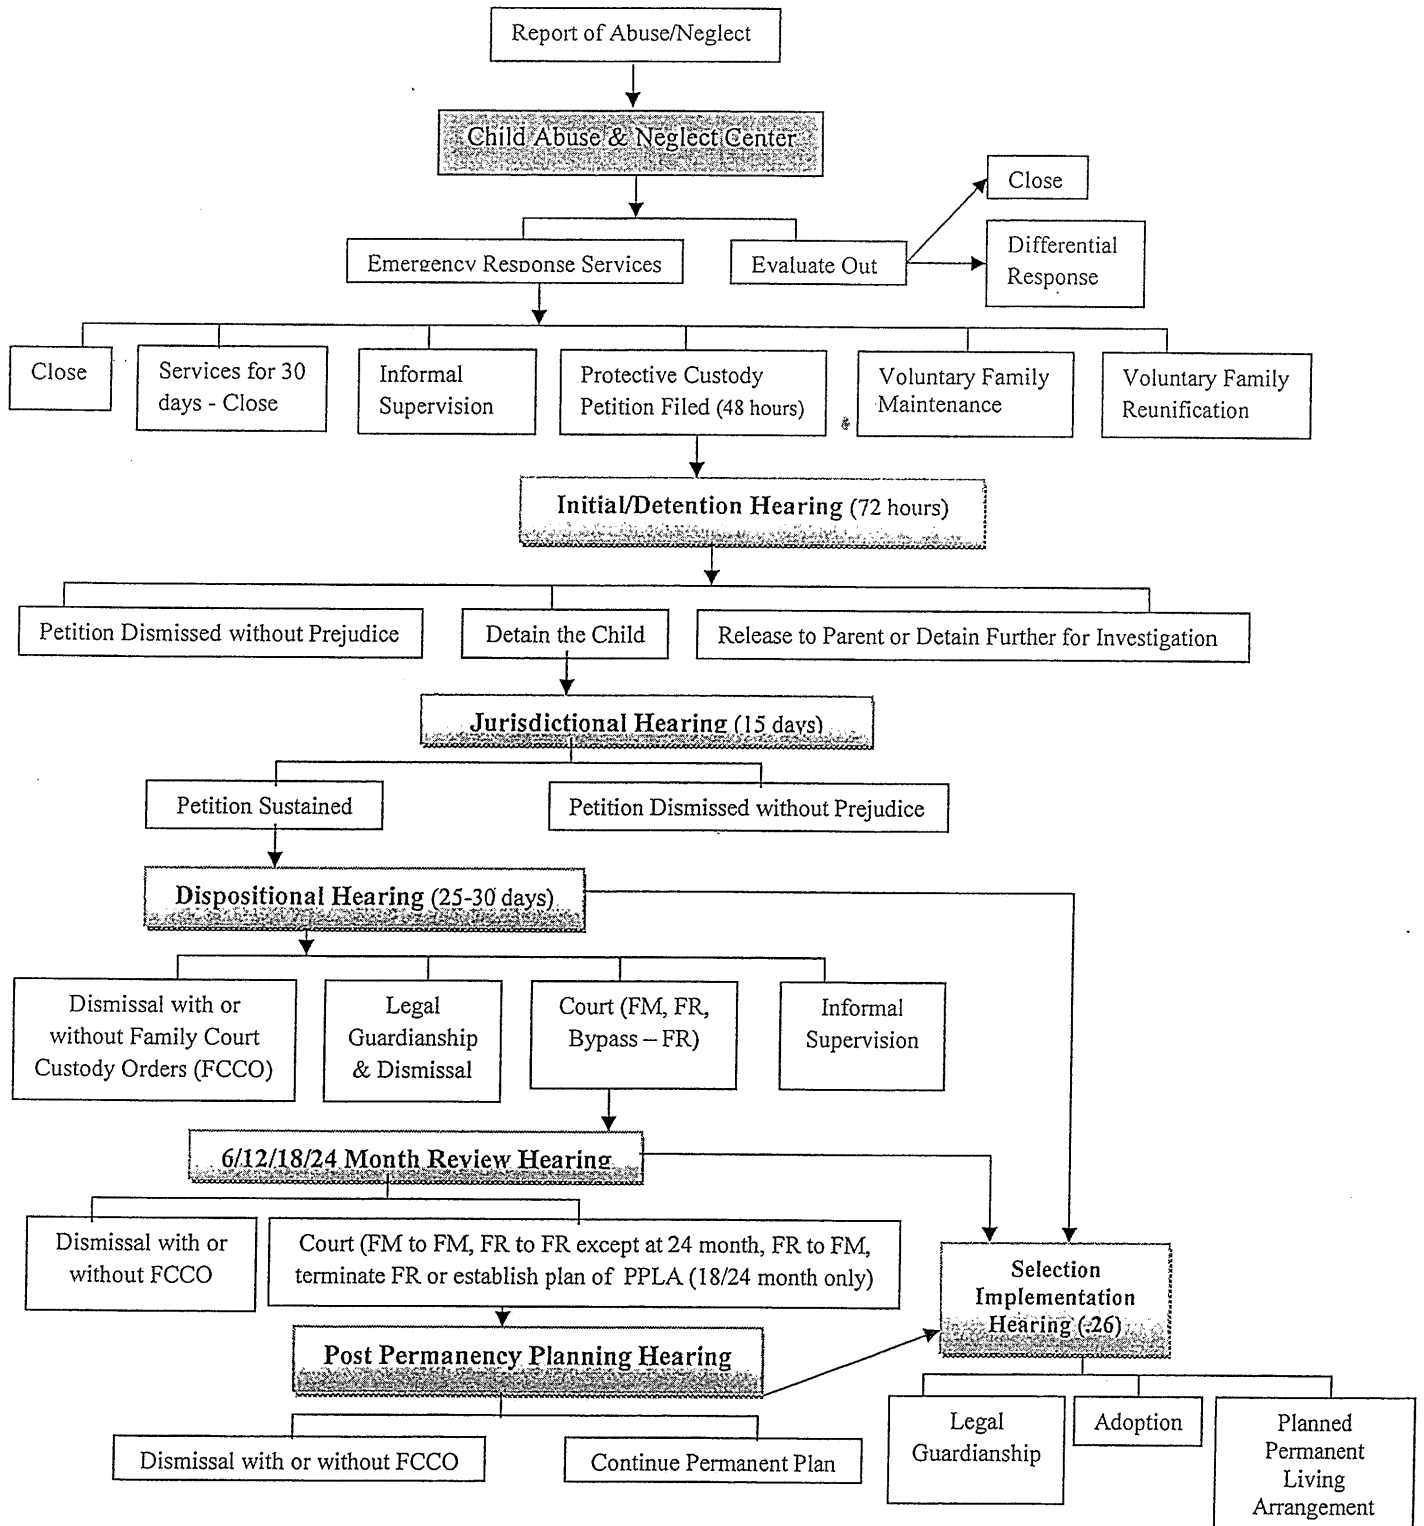 Report of Abuse/Neglect
Child Abuse & Neglect Center
Close
Emergency Response Services
Evaluate Out
Differential
Response
Close
Services for 30
days - Close
Informal
Supervision
Protective Custody
Petition Filed (48 hours)
Voluntary Family
Maintenance
Voluntary Family
Reunification
Initial/Detention Hearing (72 hours)
Petition Dismissed without Prejudice
Detain the Child
Release to Parent or Detain Further for Investigation
Jurisdictional Hearing (15 days)
Petition Sustained
Petition Dismissed without Prejudice
Dispositional Hearing (25-30 days)
Dismissal with or
without Family Court
Custody Orders (FCCO)
Legal
Guardianship
& Dismissal
Court (FM, FR,
Bypass – FR)
Informal
Supervision
6/12/18/24 Month Review Hearing
Dismissal with or
without FCCO
Court (FM to FM, FR to FR except at 24 month, FR to FM,
terminate FR or establish plan of PPLA (18/24 month only)
Selection
Implementation
Hearing (.26)
Post Permanency Planning Hearing
Dismissal with or without FCCO
Continue Permanent Plan
Legal
Guardianship
Adoption
Planned
Permanent
Living
Arrangement